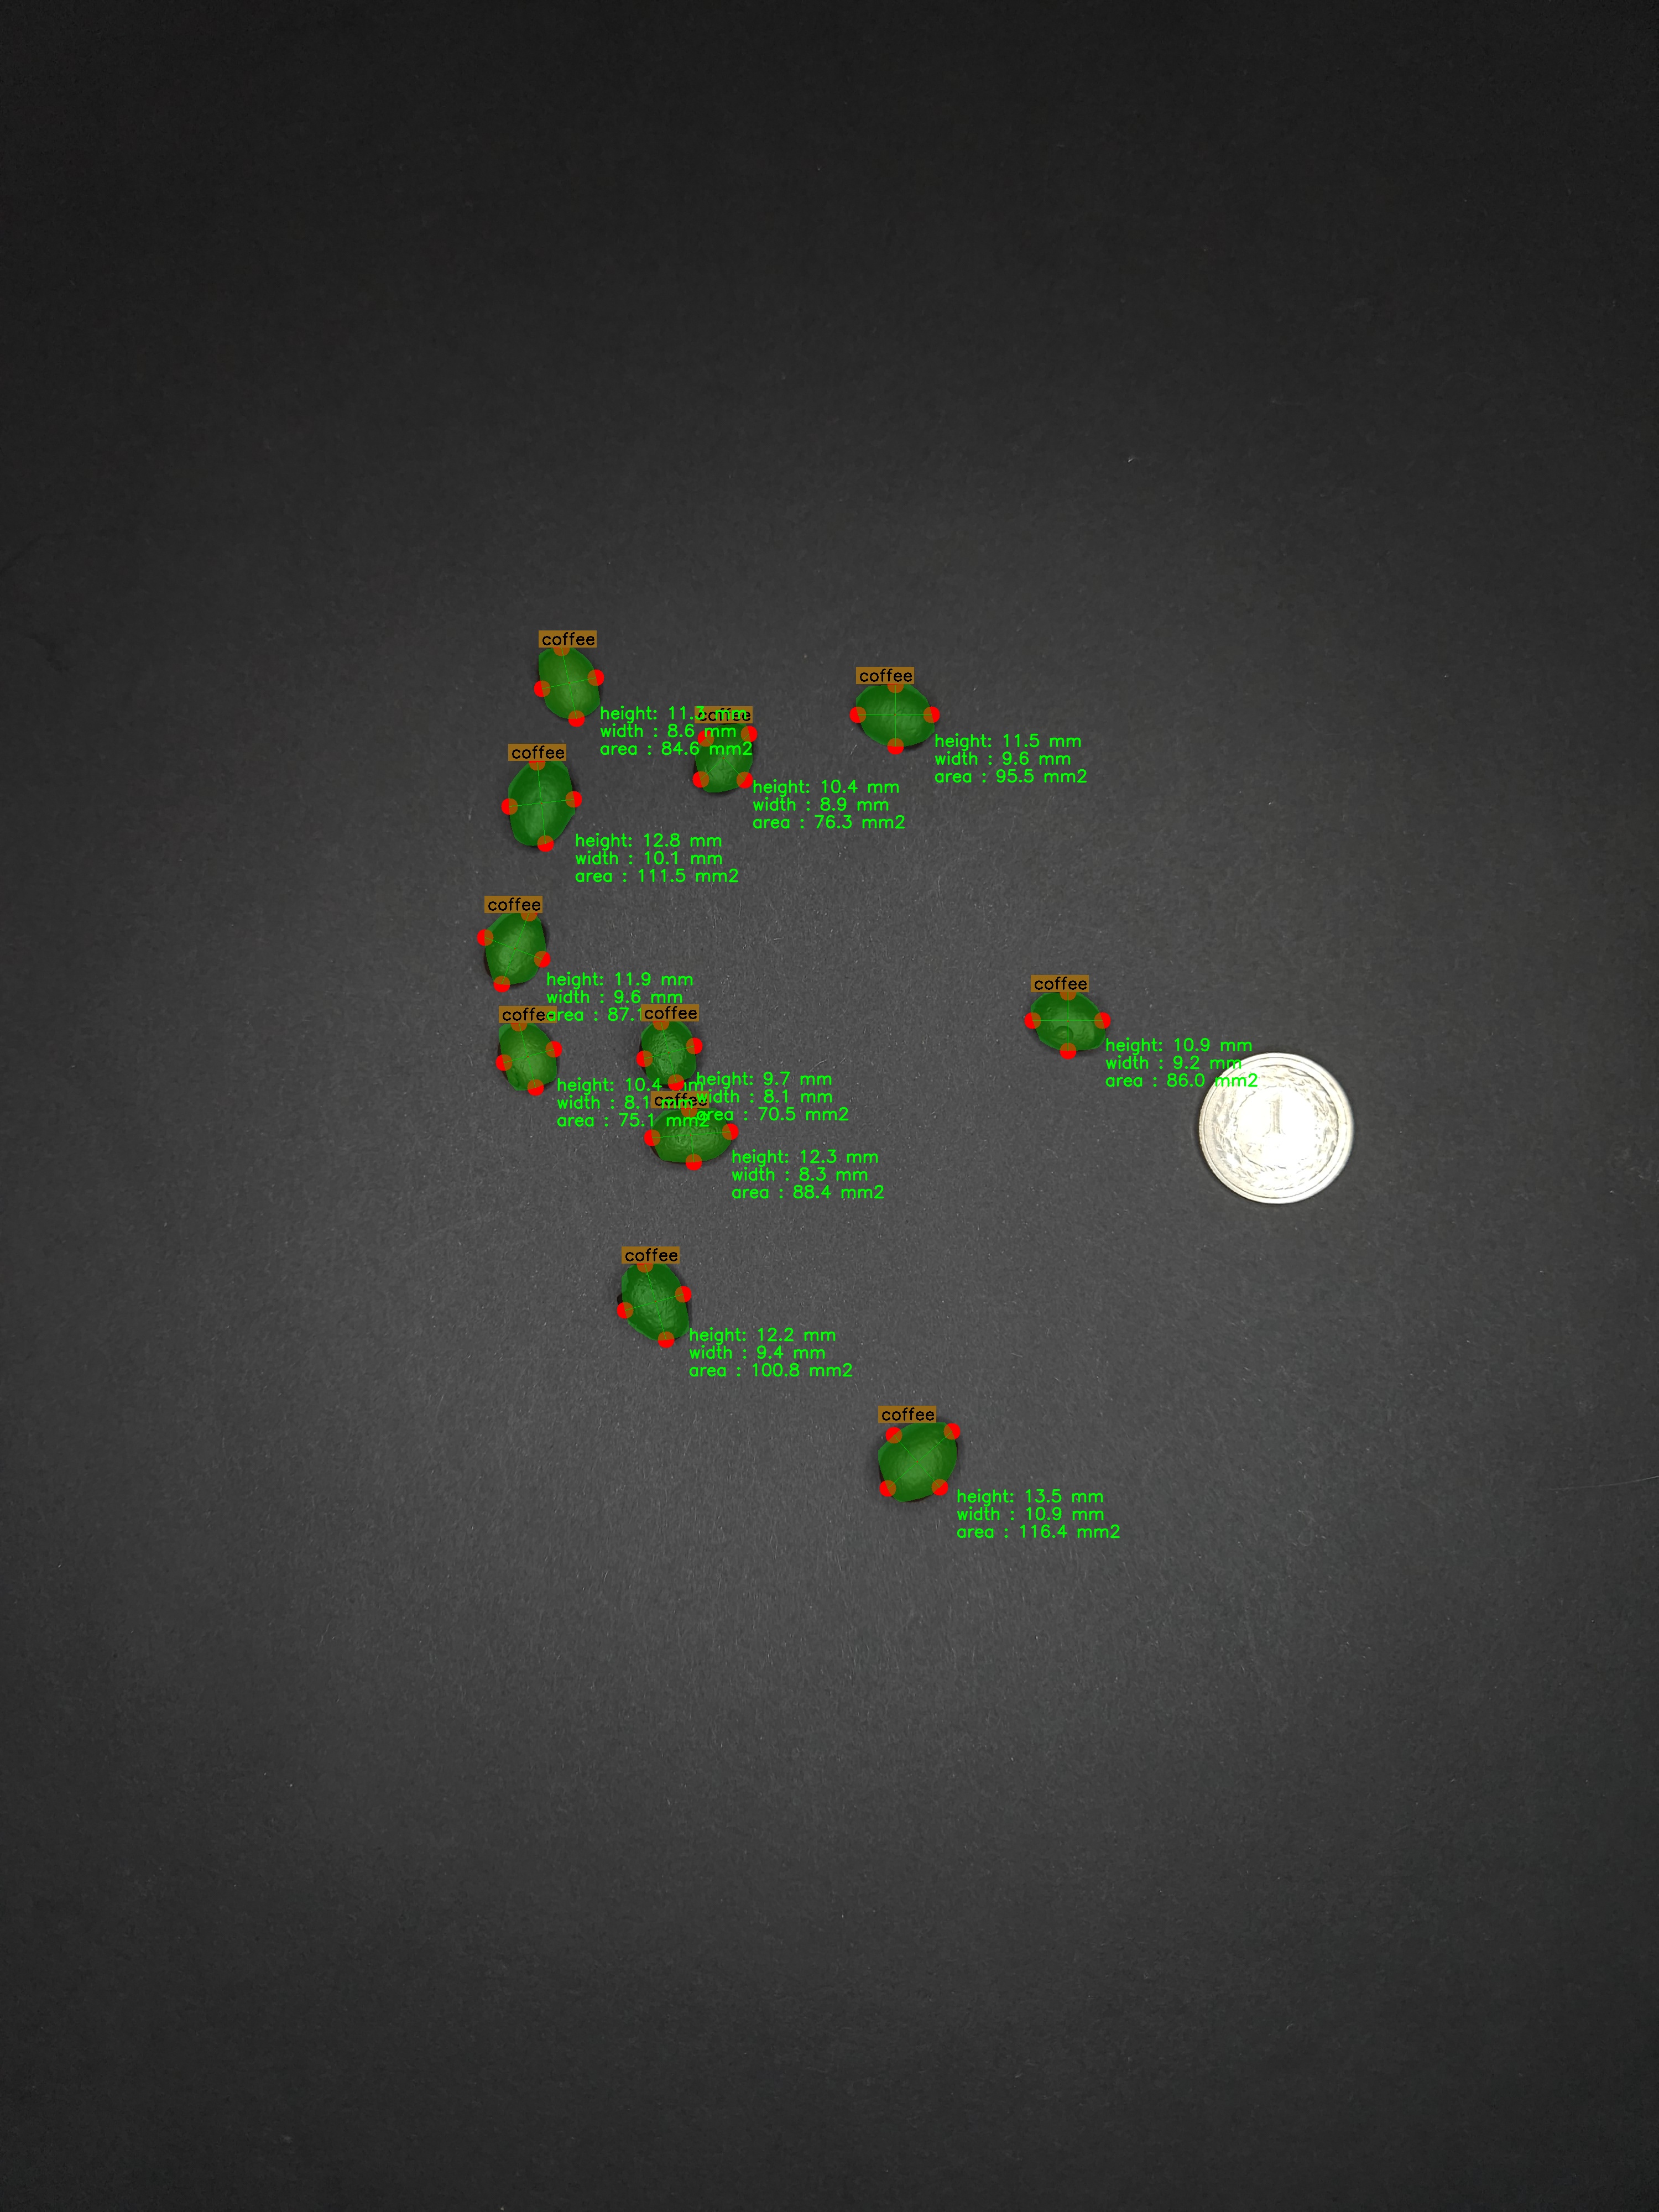 coffee
height: 11.3 mm
width : 8.6 mm
area : 84.6 mm2
coffee
height: 11.5 mm
width : 9.6 mm
area : 95.5 mm2
coffee
height: 10.4 mm
width : 8.9 mm
area : 76.3 mm2
coffee
height: 12.8 mm
width : 10.1 mm
area : 111.5 mm2
coffee
height: 11.9 mm
width : 9.6 mm
area : 87.1
coffee
height: 10.9 mm
width : 9.2 mm
area : 86.0 mm2
coffee
height: 10.4 mm
width : 8.1 mm
area : 75.1 mm2
coffee
height: 9.7 mm
width : 8.1 mm
area : 70.5 mm2
coffee
height: 12.3 mm
width : 8.3 mm
area : 88.4 mm2
1
coffee
height: 12.2 mm
width : 9.4 mm
area : 100.8 mm2
coffee
height: 13.5 mm
width : 10.9 mm
area : 116.4 mm2